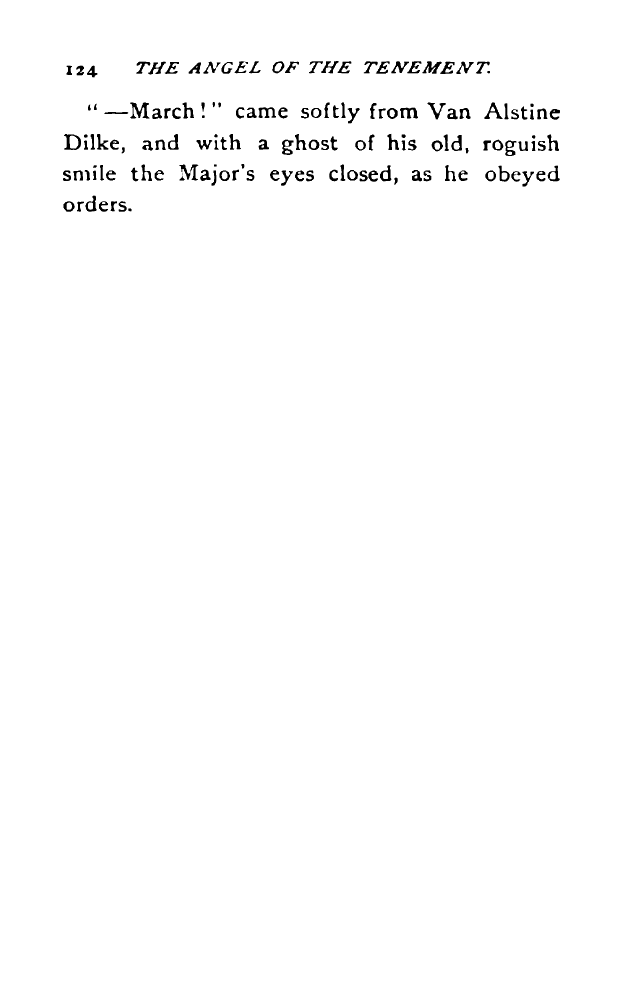 124 THE ANGEL OF THE TENEMENT.
“ —March!” came softly from Van Alstine
Dilke, and with a ghost of his old, roguish
smile the Major's eyes closed, as he obeyed
orders.